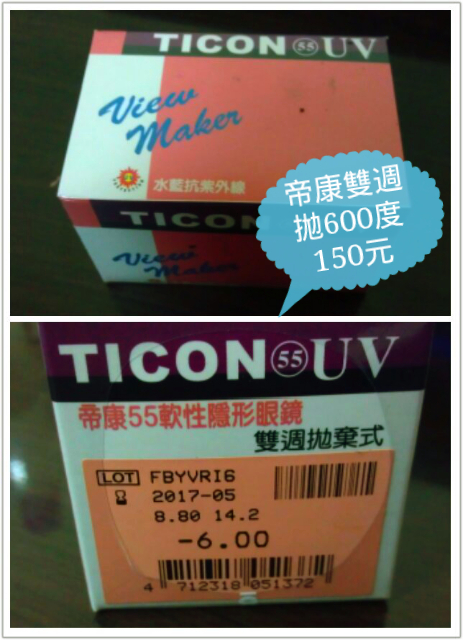 TICON 55 UV
View
Maker
水藍抗紫外線
TICON
View
Maker
帝康雙週
拋600度
150元
TICON 55 UV
帝康55軟性隱形眼鏡
雙週拋棄式
LOT FBYVRI6
2017-05
8.80 14.2
-6.00
4 712318 051372